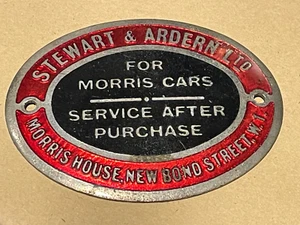 STEWART & ARDERN LTD
FOR
MORRIS CARS
SERVICE AFTER
PURCHASE
MORRIS HOUSE, NEW BOND STREET, W.1.